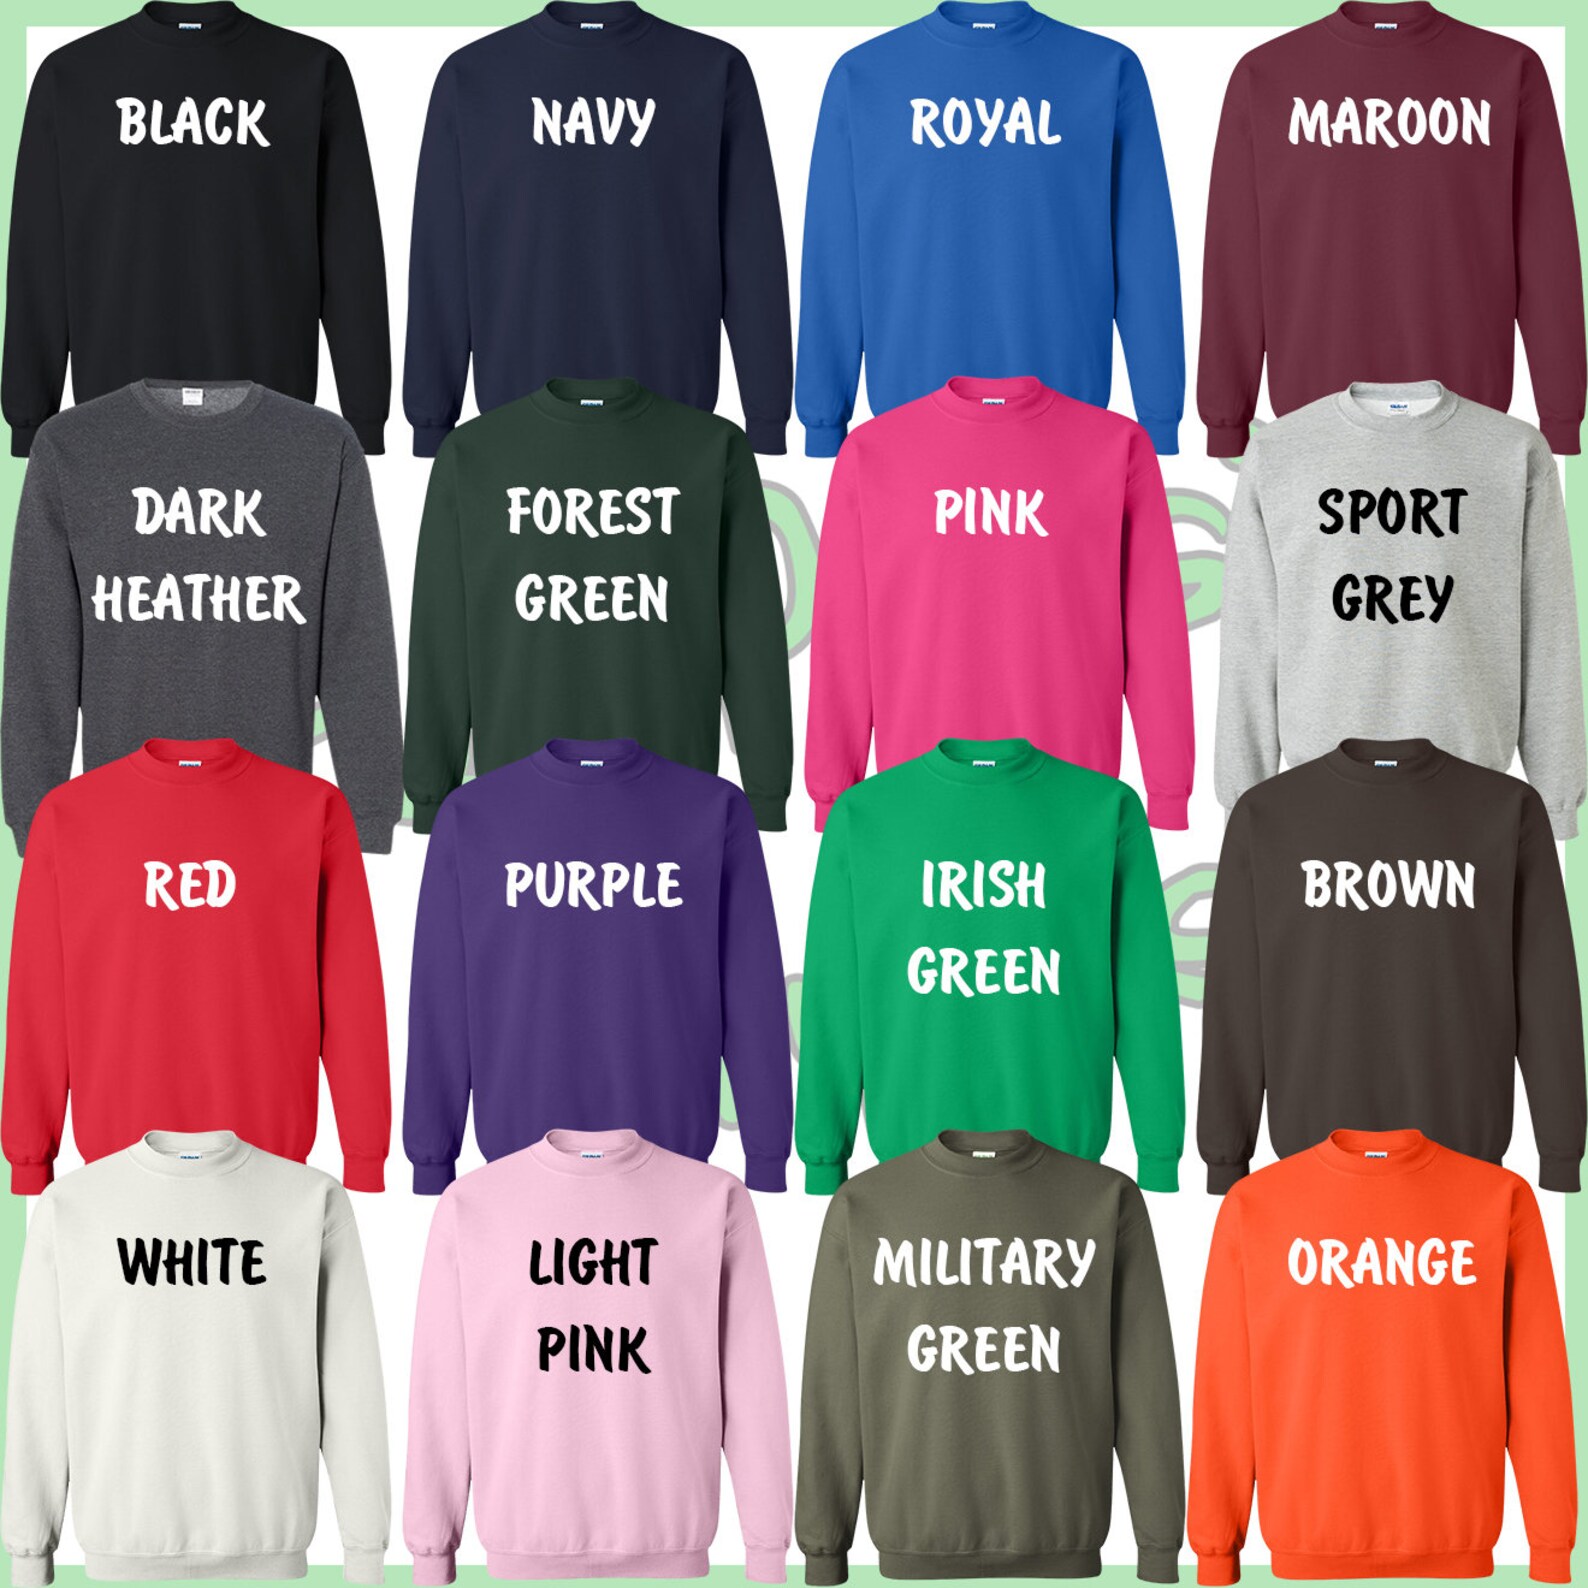 BLACK
NAVY
ROYAL
MAROON
DARK
HEATHER
FOREST
GREEN
PINK
SPORT
GREY
RED
PURPLE
IRISH
GREEN
BROWN
WHITE
LIGHT
PINK
MILITARY
GREEN
ORANGE